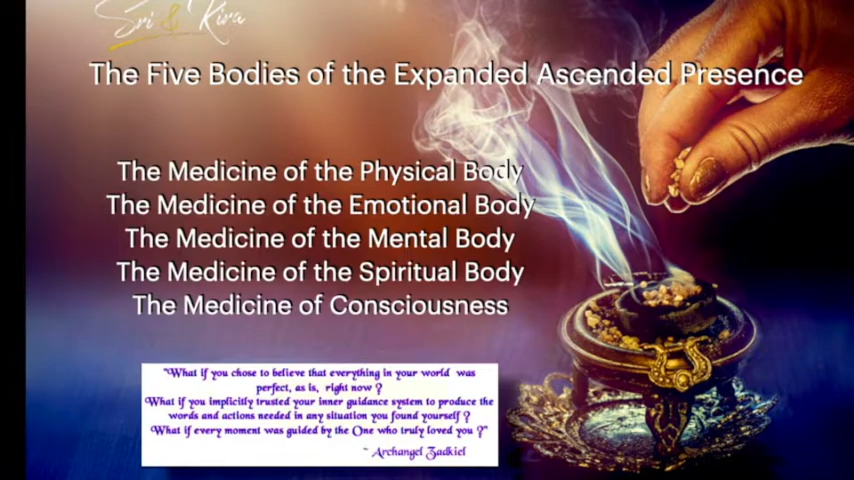 Sri & Kira
The Five Bodies of the Expanded Ascended Presence
The Medicine of the Physical Body
The Medicine of the Emotional Body
The Medicine of the Mental Body
The Medicine of the Spiritual Body
The Medicine of Consciousness
"What if you chose to believe that everything in your world was
perfect, as is, right now ?
What if you implicitly trusted your inner guidance system to produce the
words and actions needed in any situation you found yourself ?
What if every moment was guided by the One who truly loved you ?"
~ Archangel Zadkiel